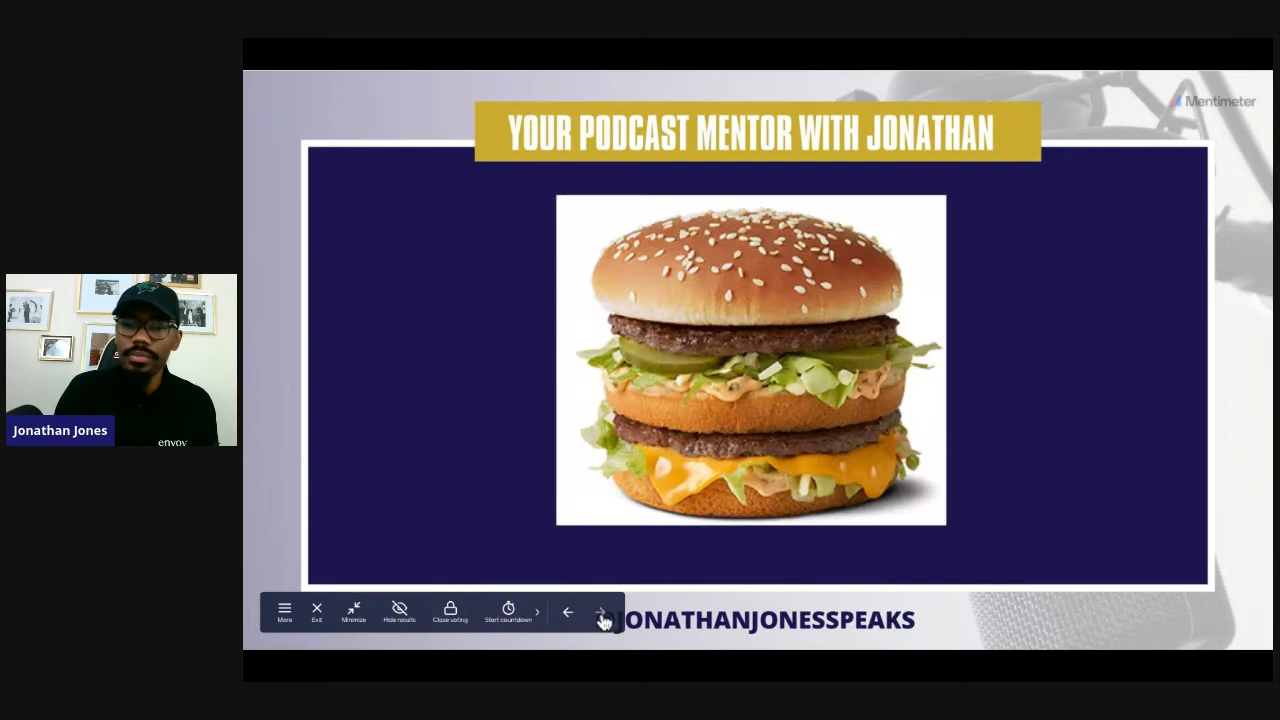 Mentimeter
YOUR PODCAST MENTOR WITH JONATHAN
Jonathan Jones
envoy
More
Exit
Minimize
Hide results
Close voting
Start countdown
JONATHANJONESSPEAKS